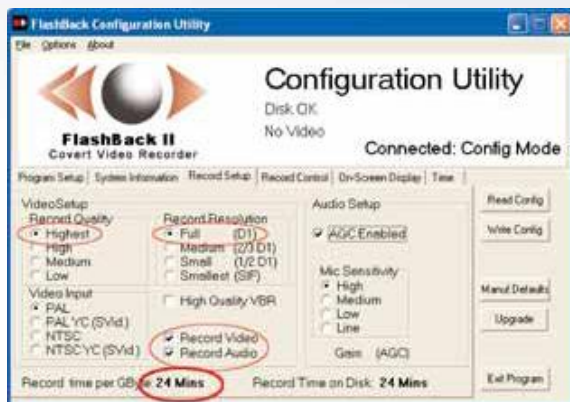 FlashBack Configuration Utility
File Options About
Configuration Utility
Disk OK
No Video
FlashBack II
Covert Video Recorder
Connected: Config Mode
Program Setup System Information Record Setup Record Control On-Screen Display Time
VideoSetup
Record Quality
Highest
High
Medium
Low
Record Resolution
Full (D1)
Medium (2/3 D1)
Small (1/2 D1)
Smallest (SIF)
Video Input
PAL
PAL YC (SVid.)
NTSC
NTSC YC (SVid.)
High Quality VBR
Record Video
Record Audio
Audio Setup
AGC Enabled
Mic Sensitivity
High
Medium
Low
Line
Gain (AGC)
Read Config
Write Config
Manuf Defaults
Upgrade
Exit Program
Record time per GByte: 24 Mins Record Time on Disk: 24 Mins